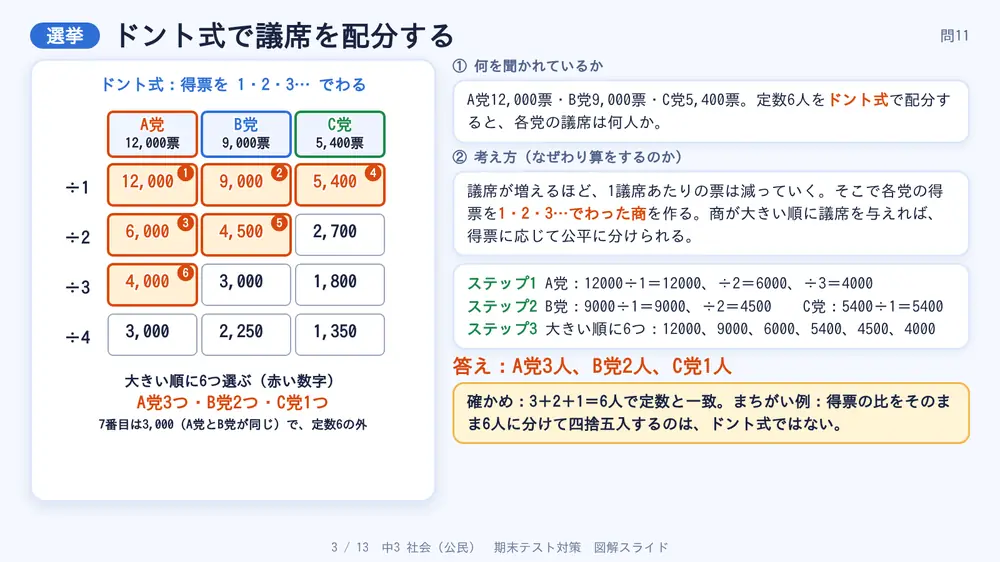 選挙 ドント式で議席を配分する
問11
ドント式：得票を 1・2・3… でわる
A党 B党 C党
12,000票 9,000票 5,400票
÷1 12,000 1 9,000 2 5,400 4
÷2 6,000 3 4,500 5 2,700
÷3 4,000 6 3,000 1,800
÷4 3,000 2,250 1,350
大きい順に6つ選ぶ（赤い数字）
A党3つ・B党2つ・C党1つ
7番目は3,000（A党とB党が同じ）で、定数6の外
① 何を聞かれているか
A党12,000票・B党9,000票・C党5,400票。定数6人をドント式で配分す
ると、各党の議席は何人か。
② 考え方（なぜわり算をするのか）
議席が増えるほど、1議席あたりの票は減っていく。そこで各党の得
票を1・2・3…でわった商を作る。商が大きい順に議席を与えれば、
得票に応じて公平に分けられる。
ステップ1 A党：12000÷1＝12000、÷2＝6000、÷3＝4000
ステップ2 B党：9000÷1＝9000、÷2＝4500　C党：5400÷1＝5400
ステップ3 大きい順に6つ：12000、9000、6000、5400、4500、4000
答え：A党3人、B党2人、C党1人
確かめ：3＋2＋1＝6人で定数と一致。まちがい例：得票の比をそのま
ま6人に分けて四捨五入するのは、ドント式ではない。
3 / 13　中3 社会（公民）　期末テスト対策　図解スライド